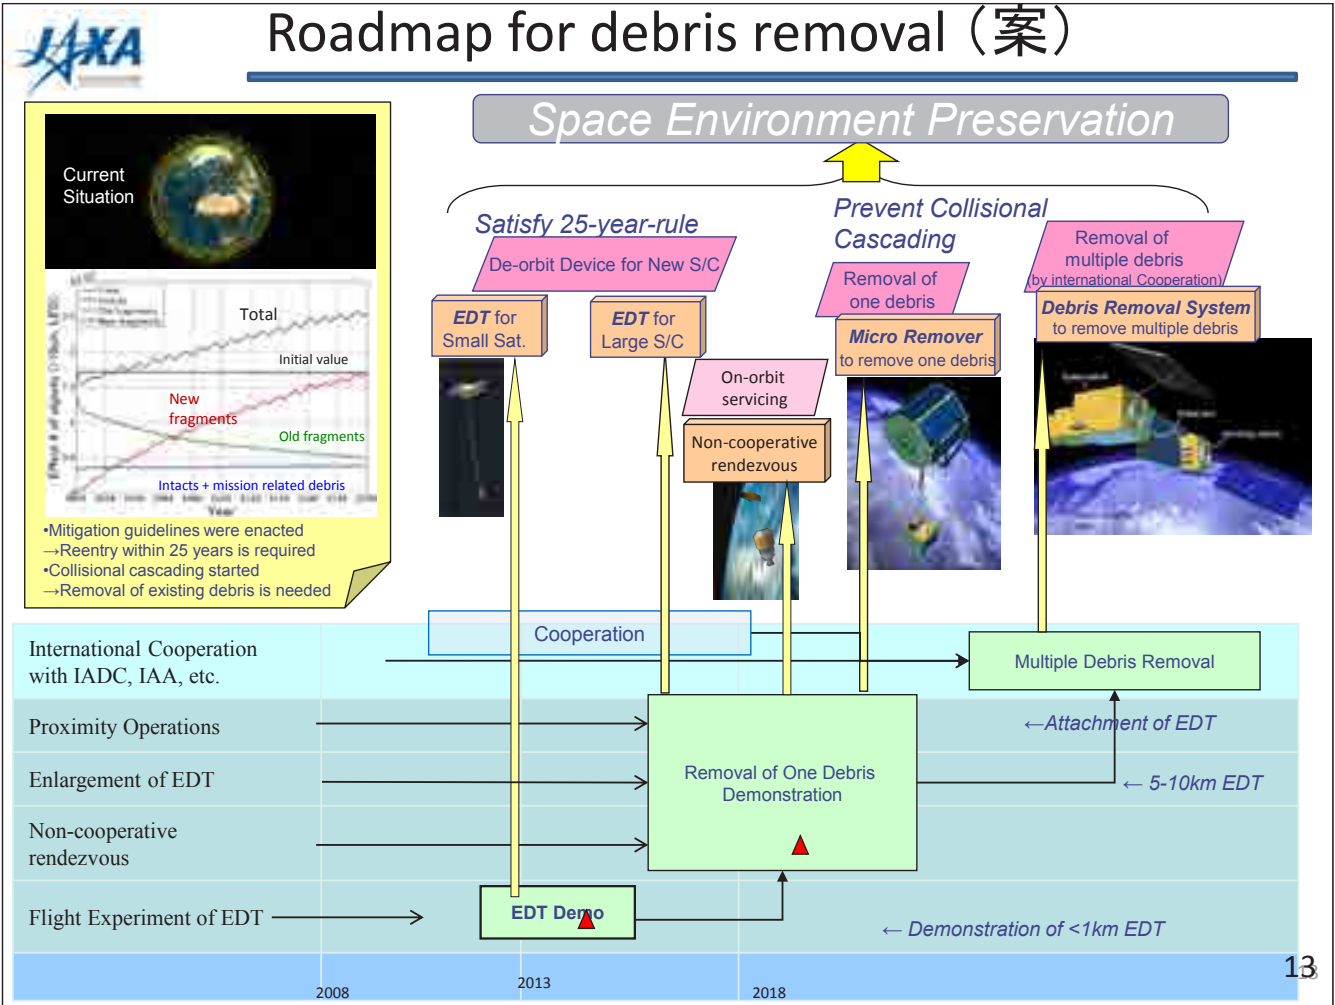 JAXA
Roadmap for debris removal（案）
Space Environment Preservation
Current
Situation
Total
Initial value
New
fragments
Old fragments
Intacts + mission related debris
Year
•Mitigation guidelines were enacted
→Reentry within 25 years is required
•Collisional cascading started
→Removal of existing debris is needed
Satisfy 25-year-rule
De-orbit Device for New S/C
EDT for
Small Sat.
EDT for
Large S/C
On-orbit
servicing
Non-cooperative
rendezvous
Prevent Collisional
Cascading
Removal of
one debris
Micro Remover
to remove one debris
Removal of
multiple debris
(by international Cooperation)
Debris Removal System
to remove multiple debris
International Cooperation
with IADC, IAA, etc.
Cooperation
Multiple Debris Removal
Proximity Operations
←Attachment of EDT
Enlargement of EDT
Removal of One Debris
Demonstration
← 5-10km EDT
Non-cooperative
rendezvous
Flight Experiment of EDT
EDT Demo
← Demonstration of <1km EDT
2008
2013
2018
13
13